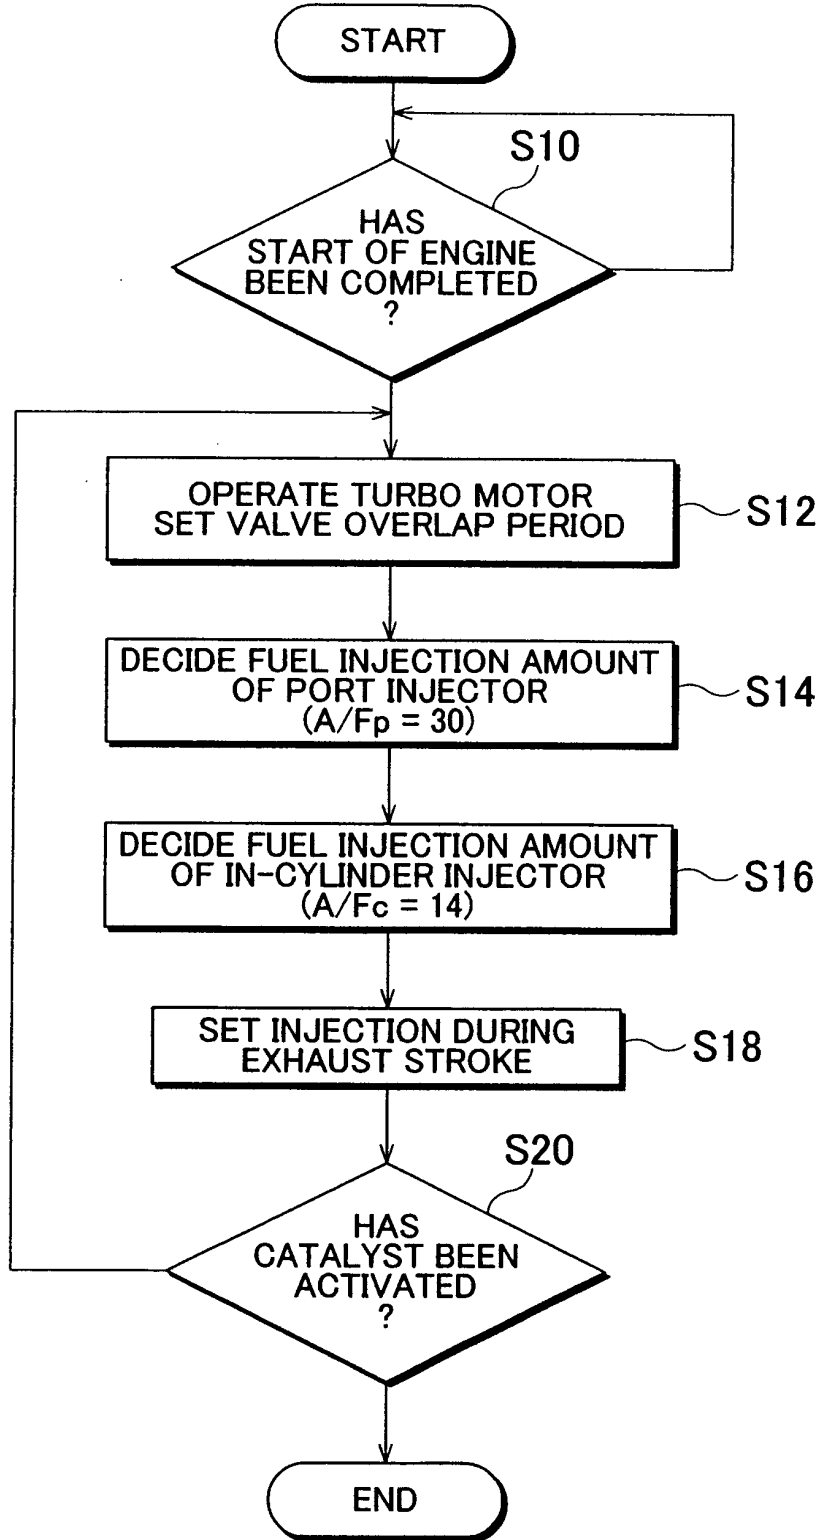 START
S10
HAS
START OF ENGINE
BEEN COMPLETED
?
OPERATE TURBO MOTOR
SET VALVE OVERLAP PERIOD
S12
DECIDE FUEL INJECTION AMOUNT
OF PORT INJECTOR
(A/Fp = 30)
S14
DECIDE FUEL INJECTION AMOUNT
OF IN-CYLINDER INJECTOR
(A/Fc = 14)
S16
SET INJECTION DURING
EXHAUST STROKE
S18
S20
HAS
CATALYST BEEN
ACTIVATED
?
END